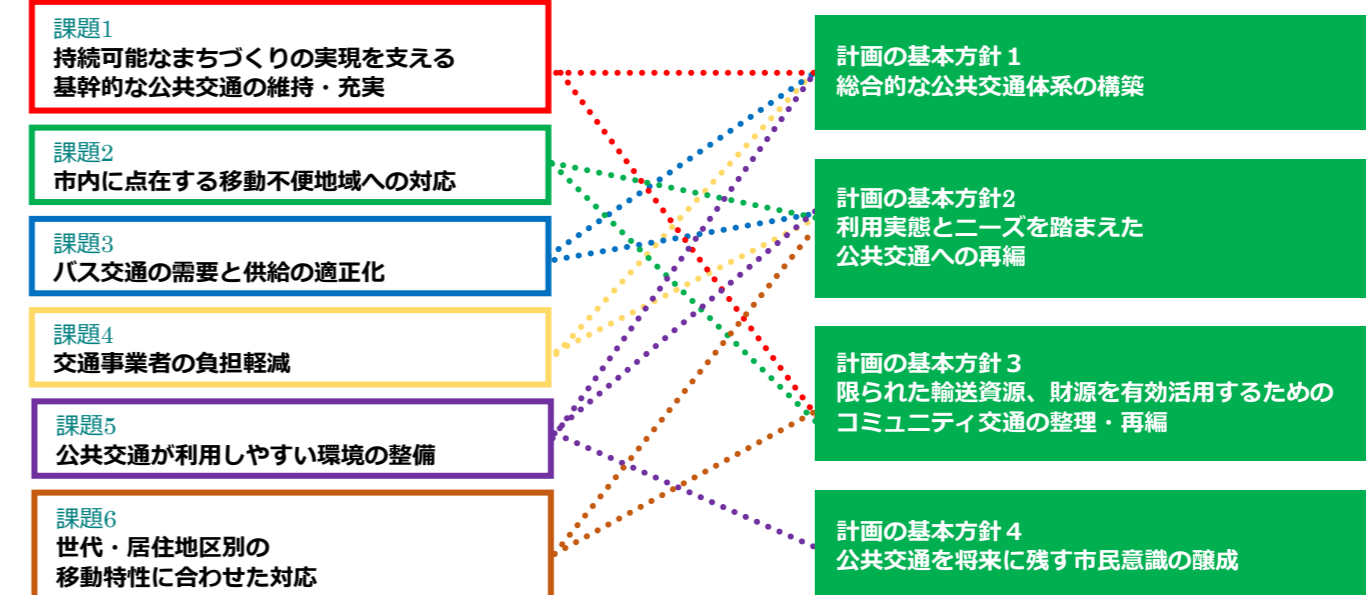 課題1
持続可能なまちづくりの実現を支える
基幹的な公共交通の維持・充実
課題2
市内に点在する移動不便地域への対応
課題3
バス交通の需要と供給の適正化
課題4
交通事業者の負担軽減
課題5
公共交通が利用しやすい環境の整備
課題6
世代・居住地区別の
移動特性に合わせた対応
計画の基本方針１
総合的な公共交通体系の構築
計画の基本方針2
利用実態とニーズを踏まえた
公共交通への再編
計画の基本方針３
限られた輸送資源、財源を有効活用するための
コミュニティ交通の整理・再編
計画の基本方針４
公共交通を将来に残す市民意識の醸成